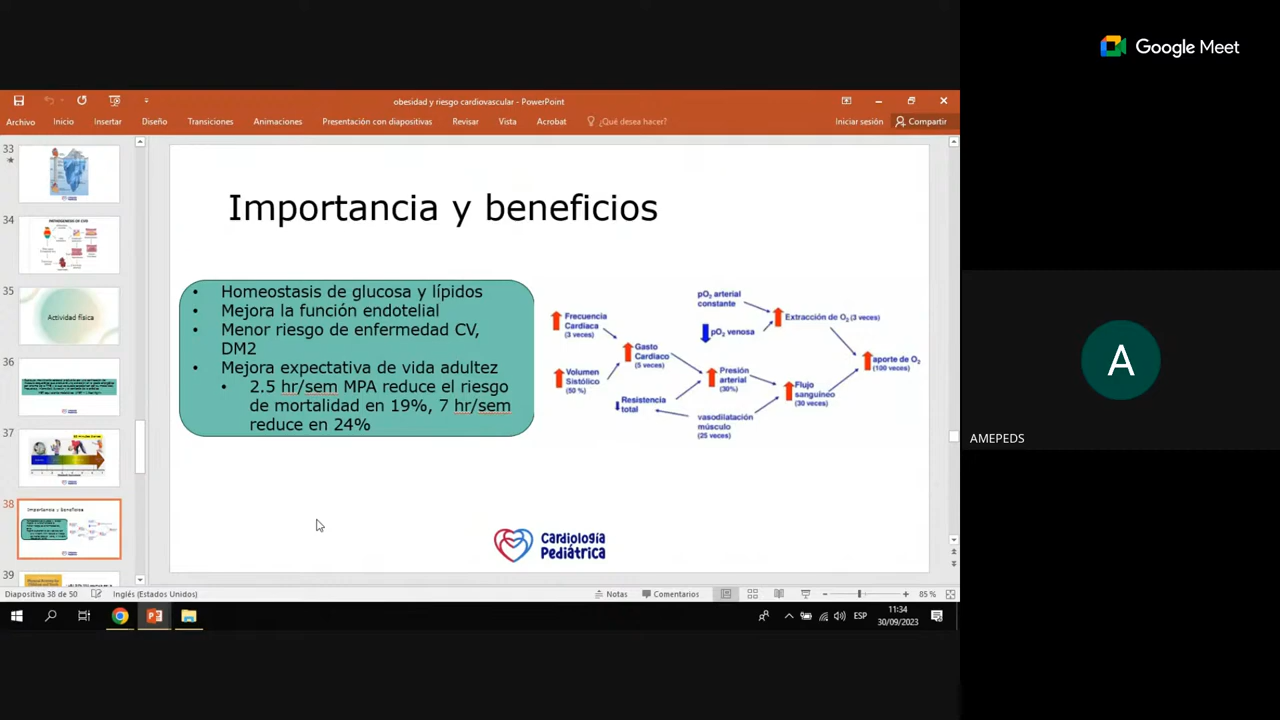 Google Meet
obesidad y riesgo cardiovascular - PowerPoint
Archivo Inicio Insertar Diseño Transiciones Animaciones Presentación con diapositivas Revisar Vista Acrobat ¿Qué desea hacer? Iniciar sesión Compartir
33
34
35
Actividad física
36
37
38
Importancia y beneficios
39
Importancia y beneficios
• Homeostasis de glucosa y lípidos
• Mejora la función endotelial
• Menor riesgo de enfermedad CV,
DM2
• Mejora expectativa de vida adultez
• 2.5 hr/sem MPA reduce el riesgo
de mortalidad en 19%, 7 hr/sem
reduce en 24%
Frecuencia
Cardiaca
(3 veces)
Volumen
Sistólico
(50 %)
Gasto
Cardiaco
(5 veces)
Resistencia
total
pO₂ arterial
constante
pO₂ venosa
Presión
arterial
(30%)
vasodilatación
músculo
(25 veces)
Extracción de O₂ (3 veces)
Flujo
sanguíneo
(30 veces)
aporte de O₂
(100 veces)
Cardiología
Pediátrica
A
AMEPEDS
Diapositiva 38 de 50 Inglés (Estados Unidos) Notas Comentarios 85 %
ESP
11:34
30/09/2023